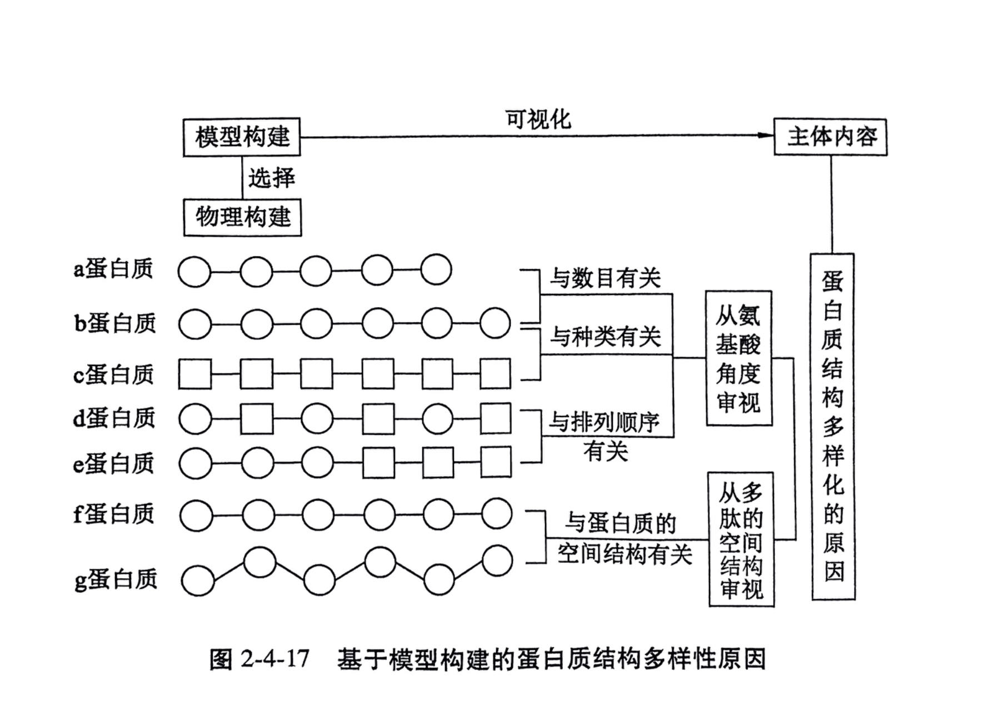 可视化
模型构建
主体内容
选择
物理构建
a蛋白质
b蛋白质
c蛋白质
d蛋白质
e蛋白质
f蛋白质
g蛋白质
与数目有关
与种类有关
与排列顺序
有关
与蛋白质的
空间结构有关
从氨
基酸
角度
审视
从多
肽的
空间
结构
审视
蛋白质结构多样化的原因
图 2-4-17 基于模型构建的蛋白质结构多样性原因